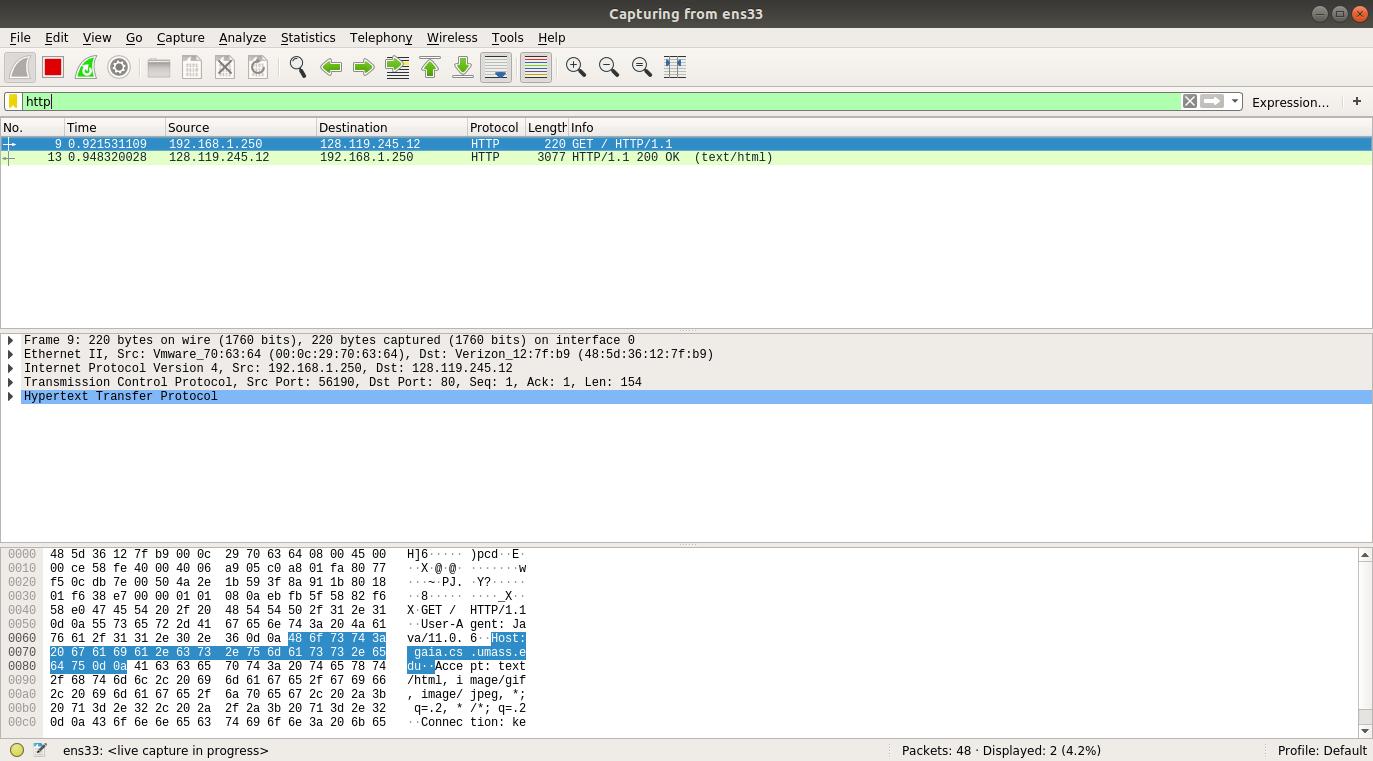 Capturing from ens33
File Edit View Go Capture Analyze Statistics Telephony Wireless Tools Help
http Expression… +
No. Time Source Destination Protocol Length Info
9 0.921531109 192.168.1.250 128.119.245.12 HTTP 220 GET / HTTP/1.1
13 0.948320028 128.119.245.12 192.168.1.250 HTTP 3077 HTTP/1.1 200 OK (text/html)
Frame 9: 220 bytes on wire (1760 bits), 220 bytes captured (1760 bits) on interface 0
Ethernet II, Src: Vmware_70:63:64 (00:0c:29:70:63:64), Dst: Verizon_12:7f:b9 (48:5d:36:12:7f:b9)
Internet Protocol Version 4, Src: 192.168.1.250, Dst: 128.119.245.12
Transmission Control Protocol, Src Port: 56190, Dst Port: 80, Seq: 1, Ack: 1, Len: 154
Hypertext Transfer Protocol
0000 48 5d 36 12 7f b9 00 0c 29 70 63 64 08 00 45 00 H]6····· )pcd··E·
0010 00 ce 58 fe 40 00 40 06 a9 05 c0 a8 01 fa 80 77 ··X·@·@· ·······w
0020 f5 0c db 7e 00 50 4a 2e 1b 59 3f 8a 91 1b 80 18 ···~·PJ. ·Y?·····
0030 01 f6 38 e7 00 00 01 01 08 0a eb fb 5f 58 82 f6 ··8····· ····_X··
0040 58 e0 47 45 54 20 2f 20 48 54 54 50 2f 31 2e 31 X·GET / HTTP/1.1
0050 0d 0a 55 73 65 72 2d 41 67 65 6e 74 3a 20 4a 61 ··User-A gent: Ja
0060 76 61 2f 31 31 2e 30 2e 36 0d 0a 48 6f 73 74 3a va/11.0. 6··Host:
0070 20 67 61 69 61 2e 63 73 2e 75 6d 61 73 73 2e 65 gaia.cs .umass.e
0080 64 75 0d 0a 41 63 63 65 70 74 3a 20 74 65 78 74 du··Acce pt: text
0090 2f 68 74 6d 6c 2c 20 69 6d 61 67 65 2f 67 69 66 /html, i mage/gif
00a0 2c 20 69 6d 61 67 65 2f 6a 70 65 67 2c 20 2a 3b , image/ jpeg, *;
00b0 20 71 3d 2e 32 2c 20 2a 2f 2a 3b 20 71 3d 2e 32 q=.2, * /*; q=.2
00c0 0d 0a 43 6f 6e 6e 65 63 74 69 6f 6e 3a 20 6b 65 ··Connec tion: ke
ens33: <live capture in progress> Packets: 48 · Displayed: 2 (4.2%) Profile: Default